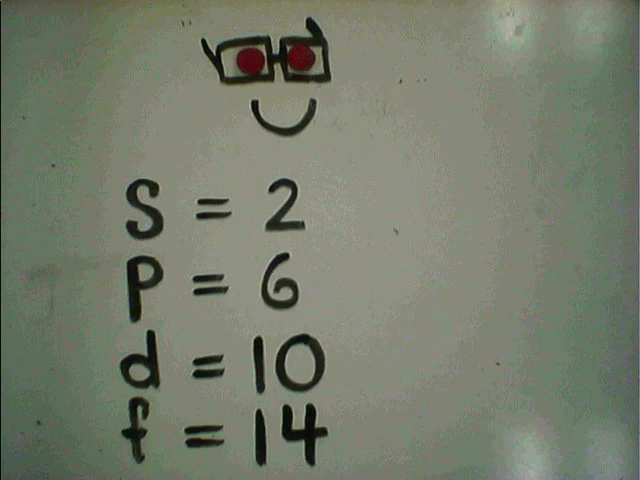 S = 2
P = 6
d = 10
f = 14